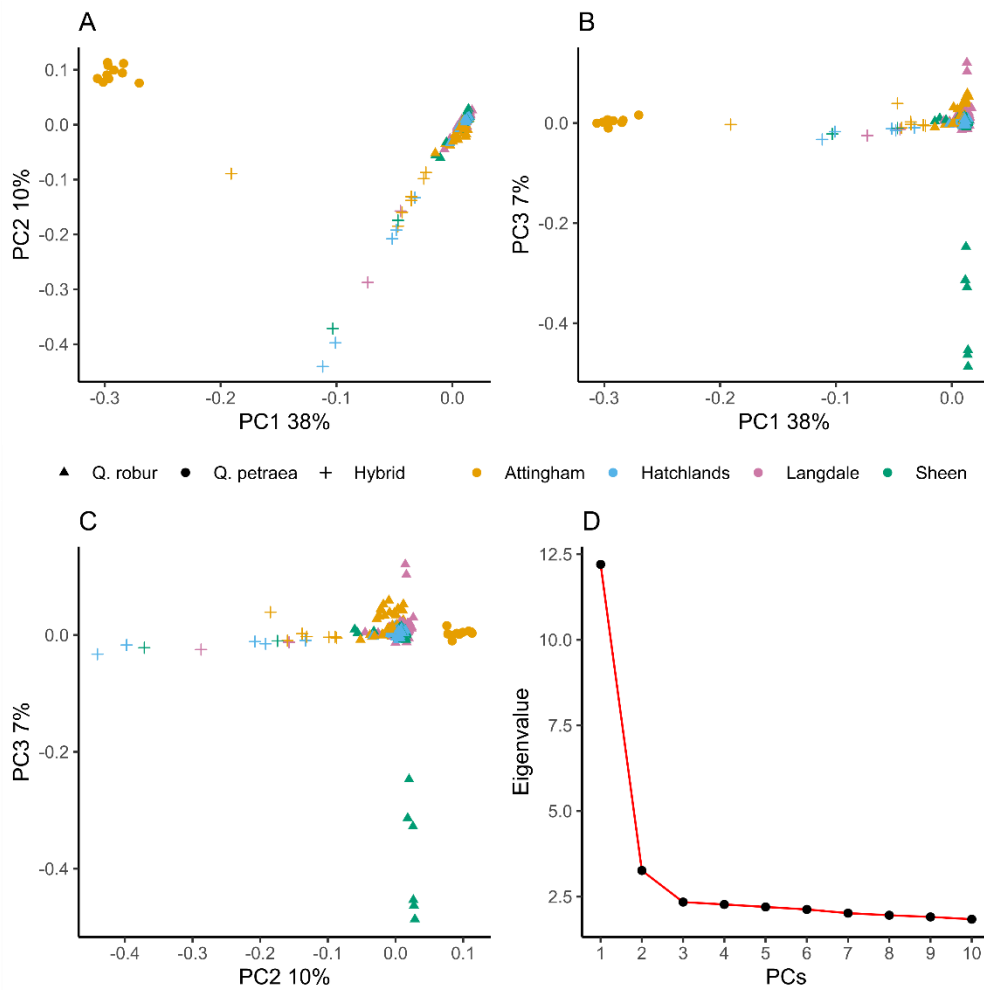 A
0.1
0.0
-0.1
-0.2
-0.3
-0.4
PC2 10%
-0.3 -0.2 -0.1 0.0
PC1 38%
B
0.0
-0.2
-0.4
PC3 7%
-0.3 -0.2 -0.1 0.0
PC1 38%
Q. robur Q. petraea Hybrid Attingham Hatchlands Langdale Sheen
C
0.0
-0.2
-0.4
PC3 7%
-0.4 -0.3 -0.2 -0.1 0.0 0.1
PC2 10%
D
12.5
10.0
7.5
5.0
2.5
Eigenvalue
1 2 3 4 5 6 7 8 9 10
PCs